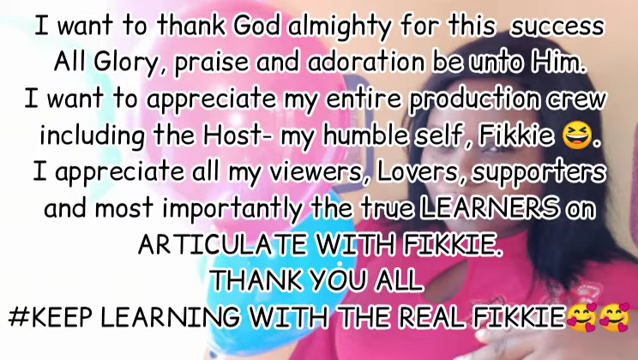 I want to thank God almighty for this success
All Glory, praise and adoration be unto Him.
I want to appreciate my entire production crew
including the Host- my humble self, Fikkie 😆.
I appreciate all my viewers, Lovers, supporters
and most importantly the true LEARNERS on
ARTICULATE WITH FIKKIE.
THANK YOU ALL
#KEEP LEARNING WITH THE REAL FIKKIE🥰🥰